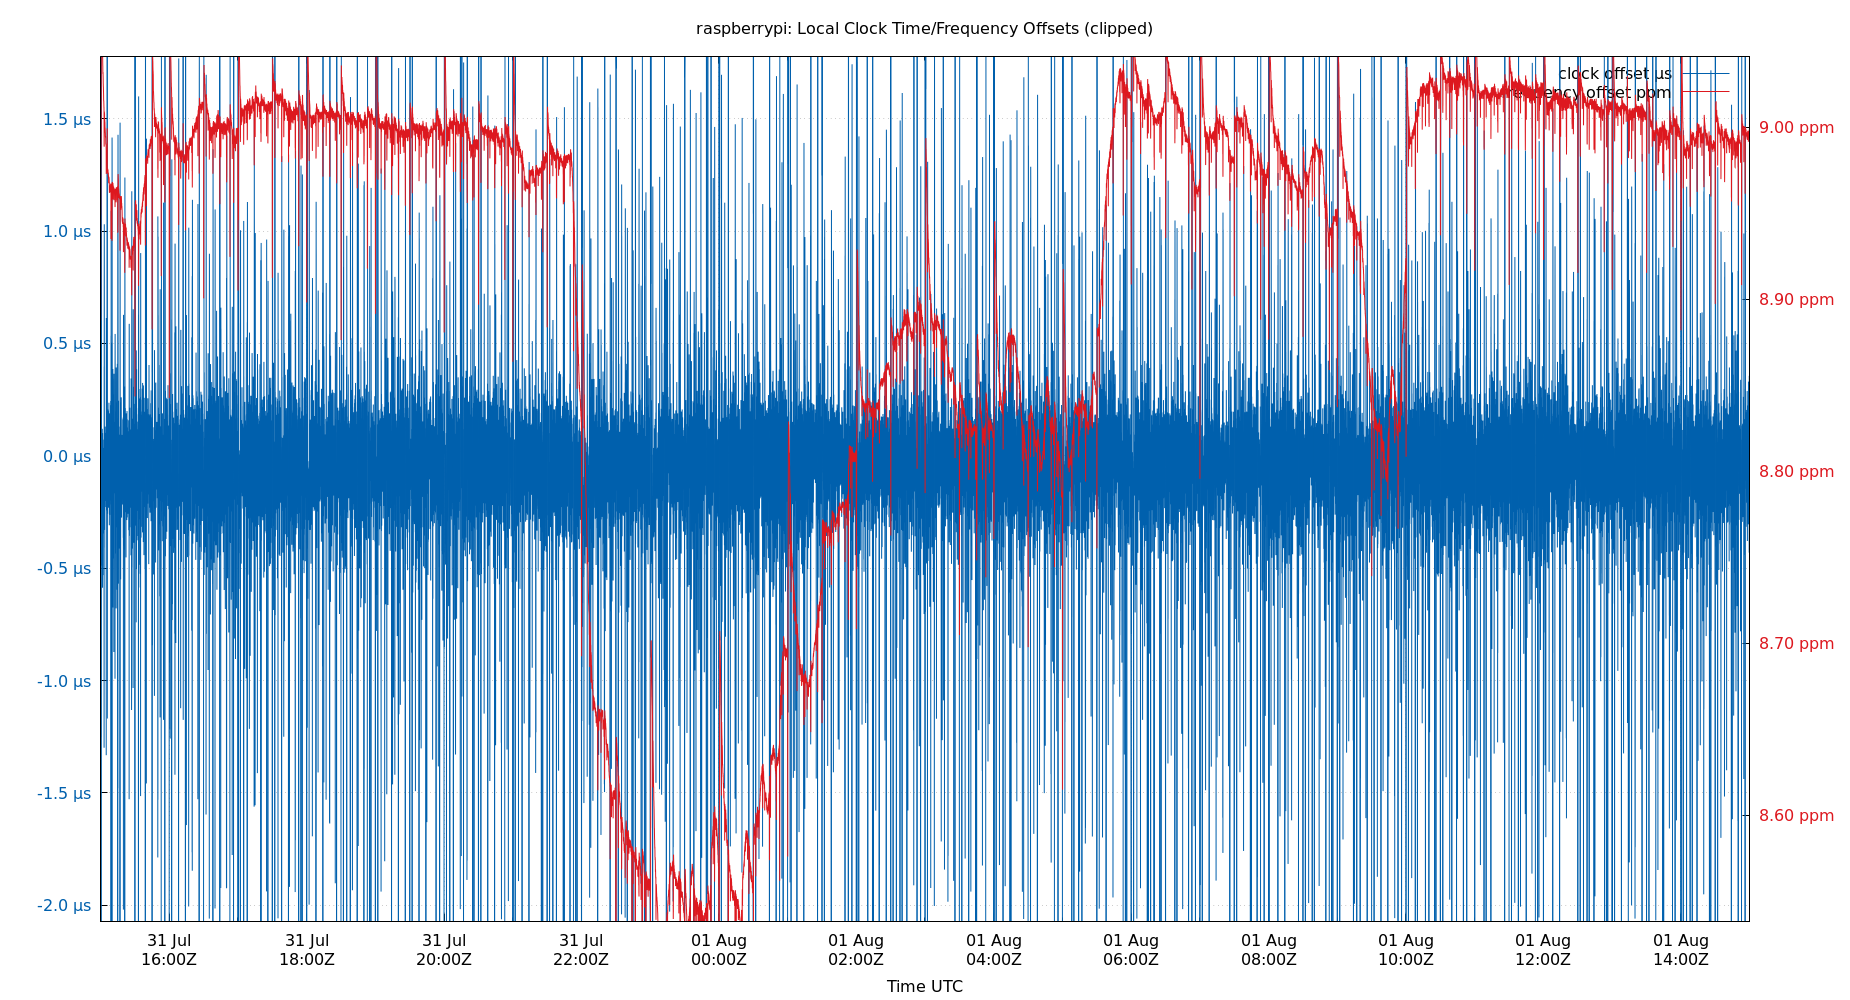 raspberrypi: Local Clock Time/Frequency Offsets (clipped)
clock offset µs
frequency offset ppm
1.5 µs
1.0 µs
0.5 µs
0.0 µs
-0.5 µs
-1.0 µs
-1.5 µs
-2.0 µs
9.00 ppm
8.90 ppm
8.80 ppm
8.70 ppm
8.60 ppm
31 Jul 31 Jul 31 Jul 31 Jul 01 Aug 01 Aug 01 Aug 01 Aug 01 Aug 01 Aug 01 Aug 01 Aug
16:00Z 18:00Z 20:00Z 22:00Z 00:00Z 02:00Z 04:00Z 06:00Z 08:00Z 10:00Z 12:00Z 14:00Z
Time UTC